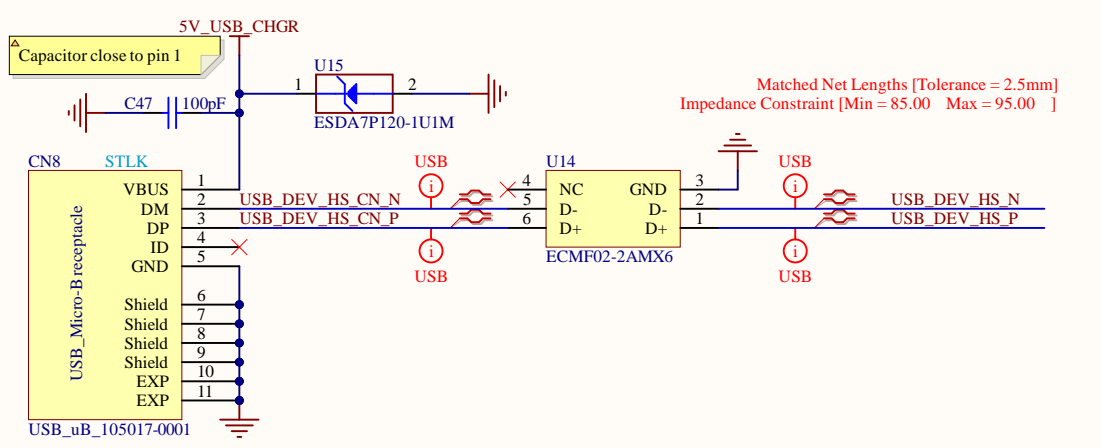 5V_USB_CHGR
Capacitor close to pin 1
U15
1
2
C47
100pF
ESDA7P120-1U1M
Matched Net Lengths [Tolerance = 2.5mm]
Impedance Constraint [Min = 85.00 Max = 95.00 ]
CN8
STLK
USB
U14
USB
VBUS
1
4
NC
GND
3
DM
2
USB_DEV_HS_CN_N
i
5
D-
D-
2
i
USB_DEV_HS_N
DP
3
USB_DEV_HS_CN_P
6
D+
D+
1
USB_DEV_HS_P
ID
4
i
i
GND
5
ECMF02-2AMX6
USB
USB
USB_Micro-B receptacle
Shield
6
Shield
7
Shield
8
Shield
9
EXP
10
EXP
11
USB_uB_105017-0001